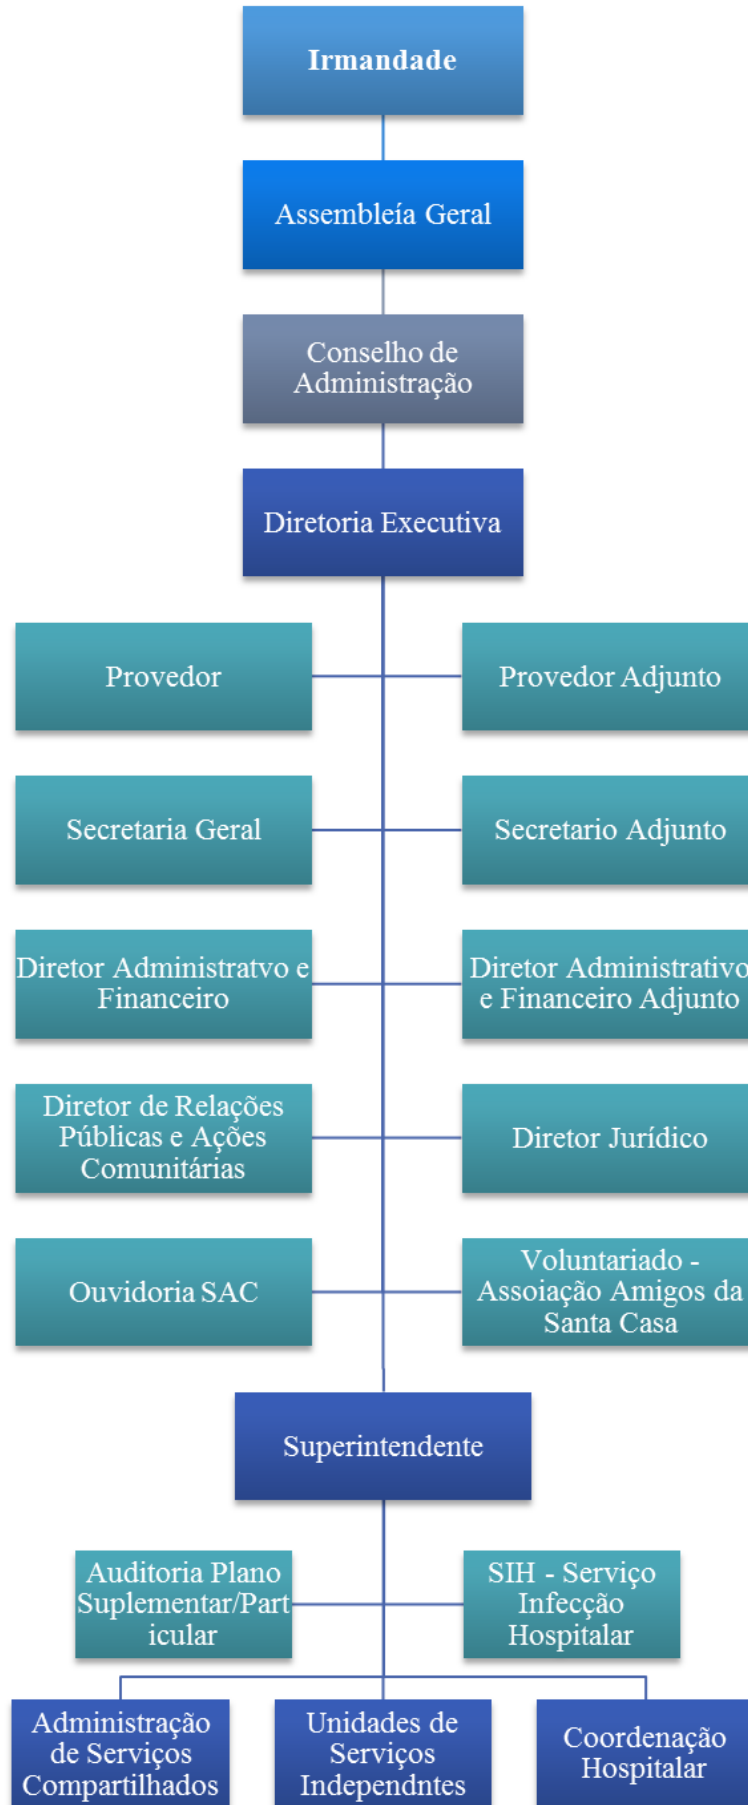 Irmandade
Assembleía Geral
Conselho de
Administração
Diretoria Executiva
Provedor
Provedor Adjunto
Secretaria Geral
Secretario Adjunto
Diretor Administratvo e
Financeiro
Diretor Administrativo
e Financeiro Adjunto
Diretor de Relações
Públicas e Ações
Comunitárias
Diretor Jurídico
Ouvidoria SAC
Voluntariado -
Assoiação Amigos da
Santa Casa
Superintendente
Auditoria Plano
Suplementar/Part
icular
SIH - Serviço
Infecção
Hospitalar
Administração
de Serviços
Compartilhados
Unidades de
Serviços
Independntes
Coordenação
Hospitalar